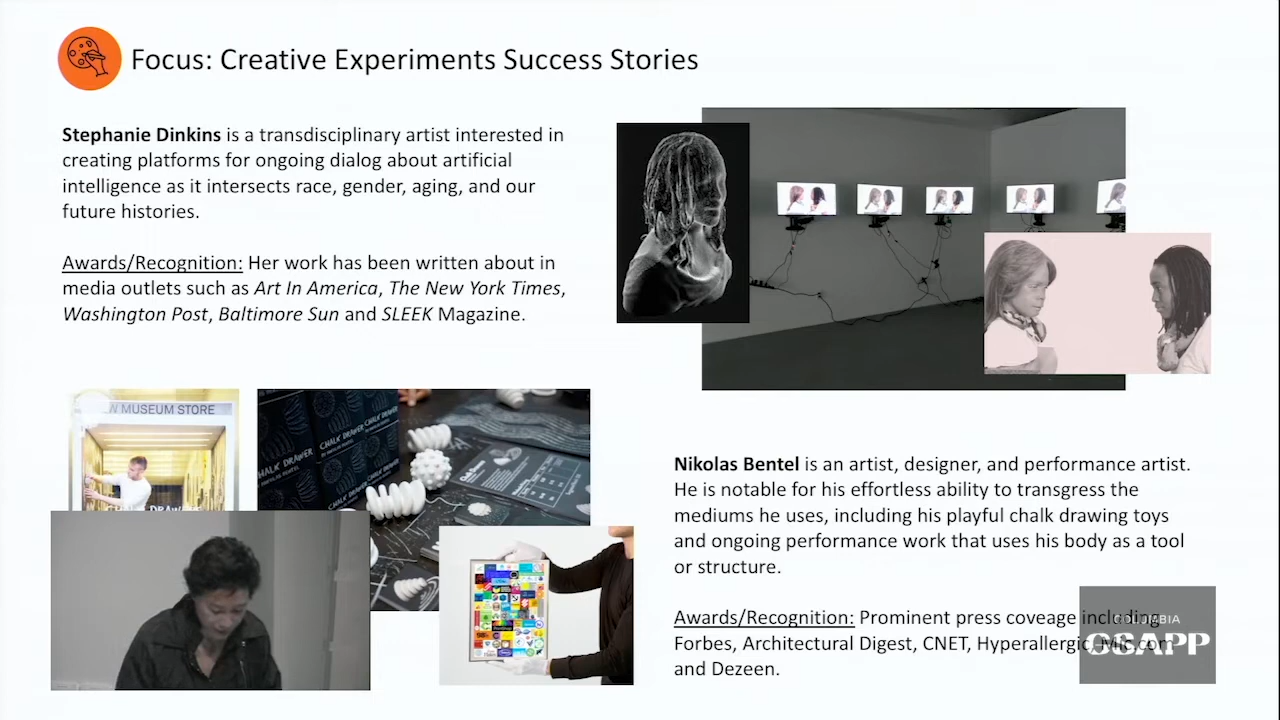 Focus: Creative Experiments Success Stories
Stephanie Dinkins is a transdisciplinary artist interested in
creating platforms for ongoing dialog about artificial
intelligence as it intersects race, gender, aging, and our
future histories.
Awards/Recognition: Her work has been written about in
media outlets such as Art In America, The New York Times,
Washington Post, Baltimore Sun and SLEEK Magazine.
W MUSEUM STORE
CHALK DRAWER
CHALK DRAWER
CHALK DRAWER
Nikolas Bentel is an artist, designer, and performance artist.
He is notable for his effortless ability to transgress the
mediums he uses, including his playful chalk drawing toys
and ongoing performance work that uses his body as a tool
or structure.
Awards/Recognition: Prominent press coveage including
Forbes, Architectural Digest, CNET, Hyperallergic, Mic.com
and Dezeen.
COLUMBIA
GSAPP